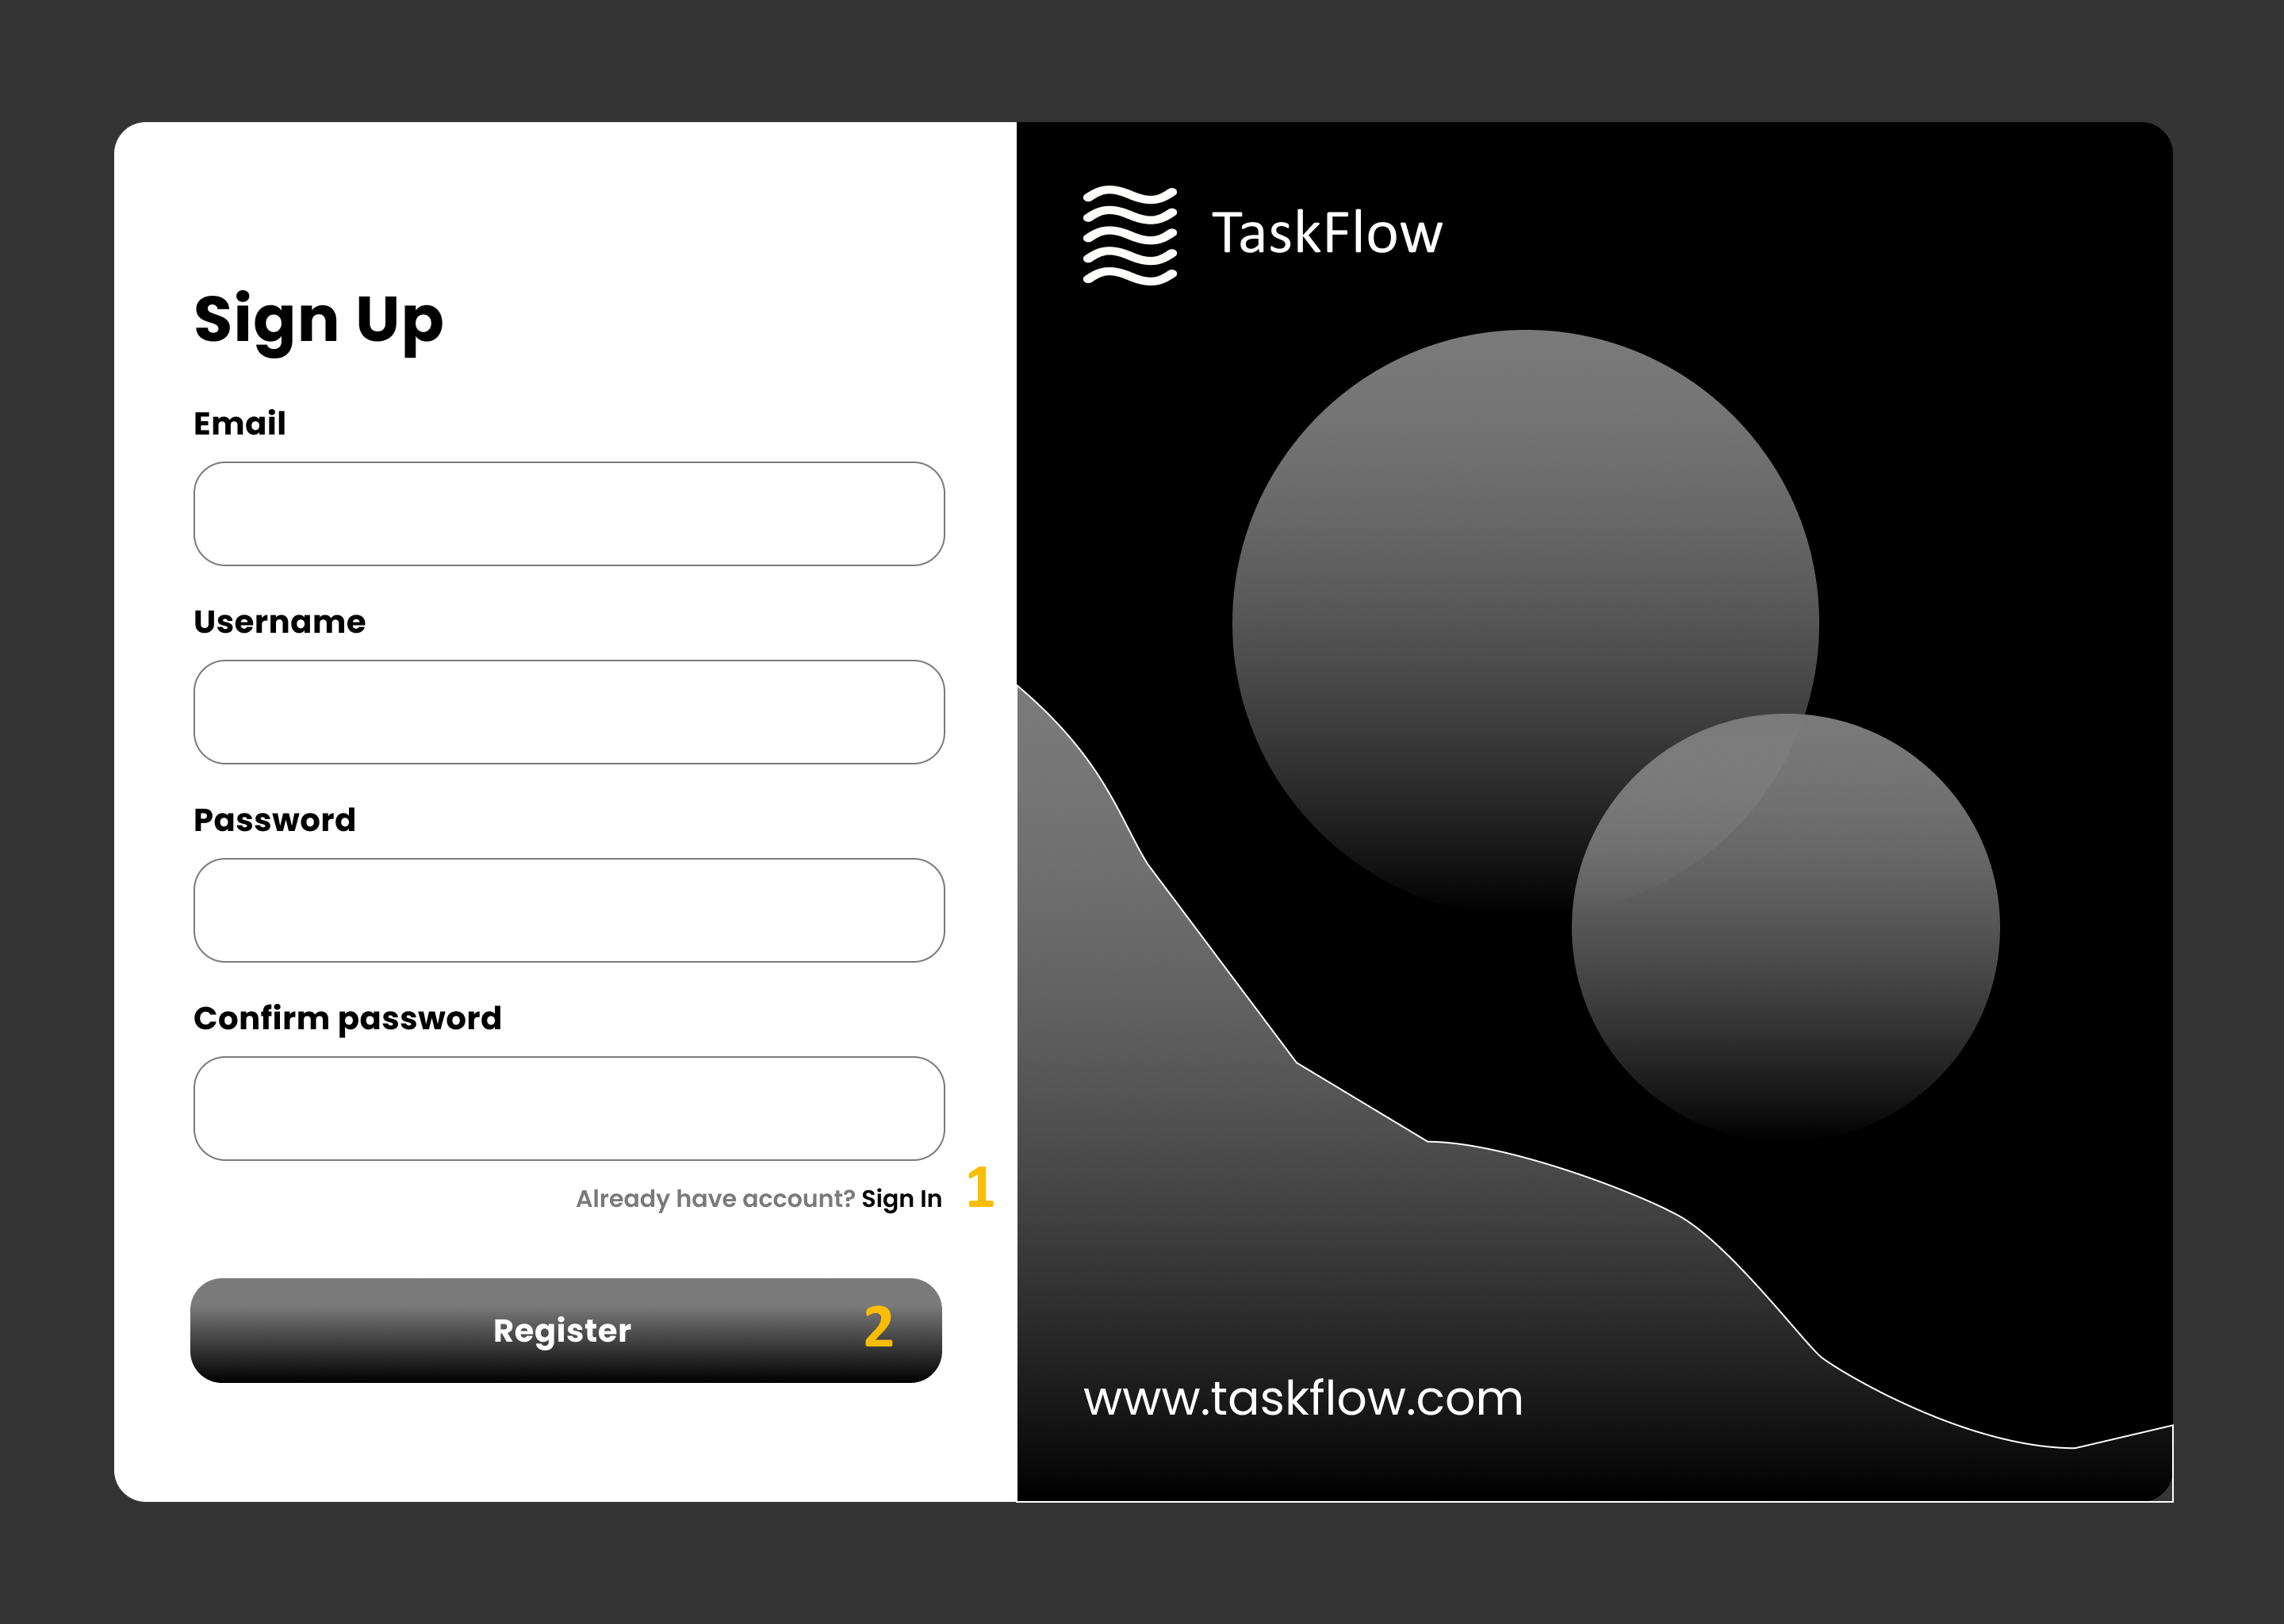 Sign Up
Email
Username
Password
Confirm password
Already have account? Sign In 1
Register 2
TaskFlow
www.taskflow.com